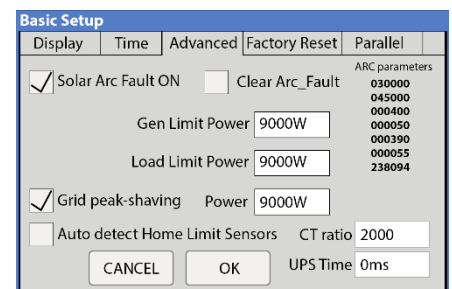 Basic Setup
Display Time Advanced Factory Reset Parallel
ARC parameters
Solar Arc Fault ON Clear Arc_Fault
030000
045000
000400
000050
000390
000055
238094
Gen Limit Power 9000W
Load Limit Power 9000W
Grid peak-shaving Power 9000W
Auto detect Home Limit Sensors CT ratio 2000
CANCEL OK UPS Time 0ms